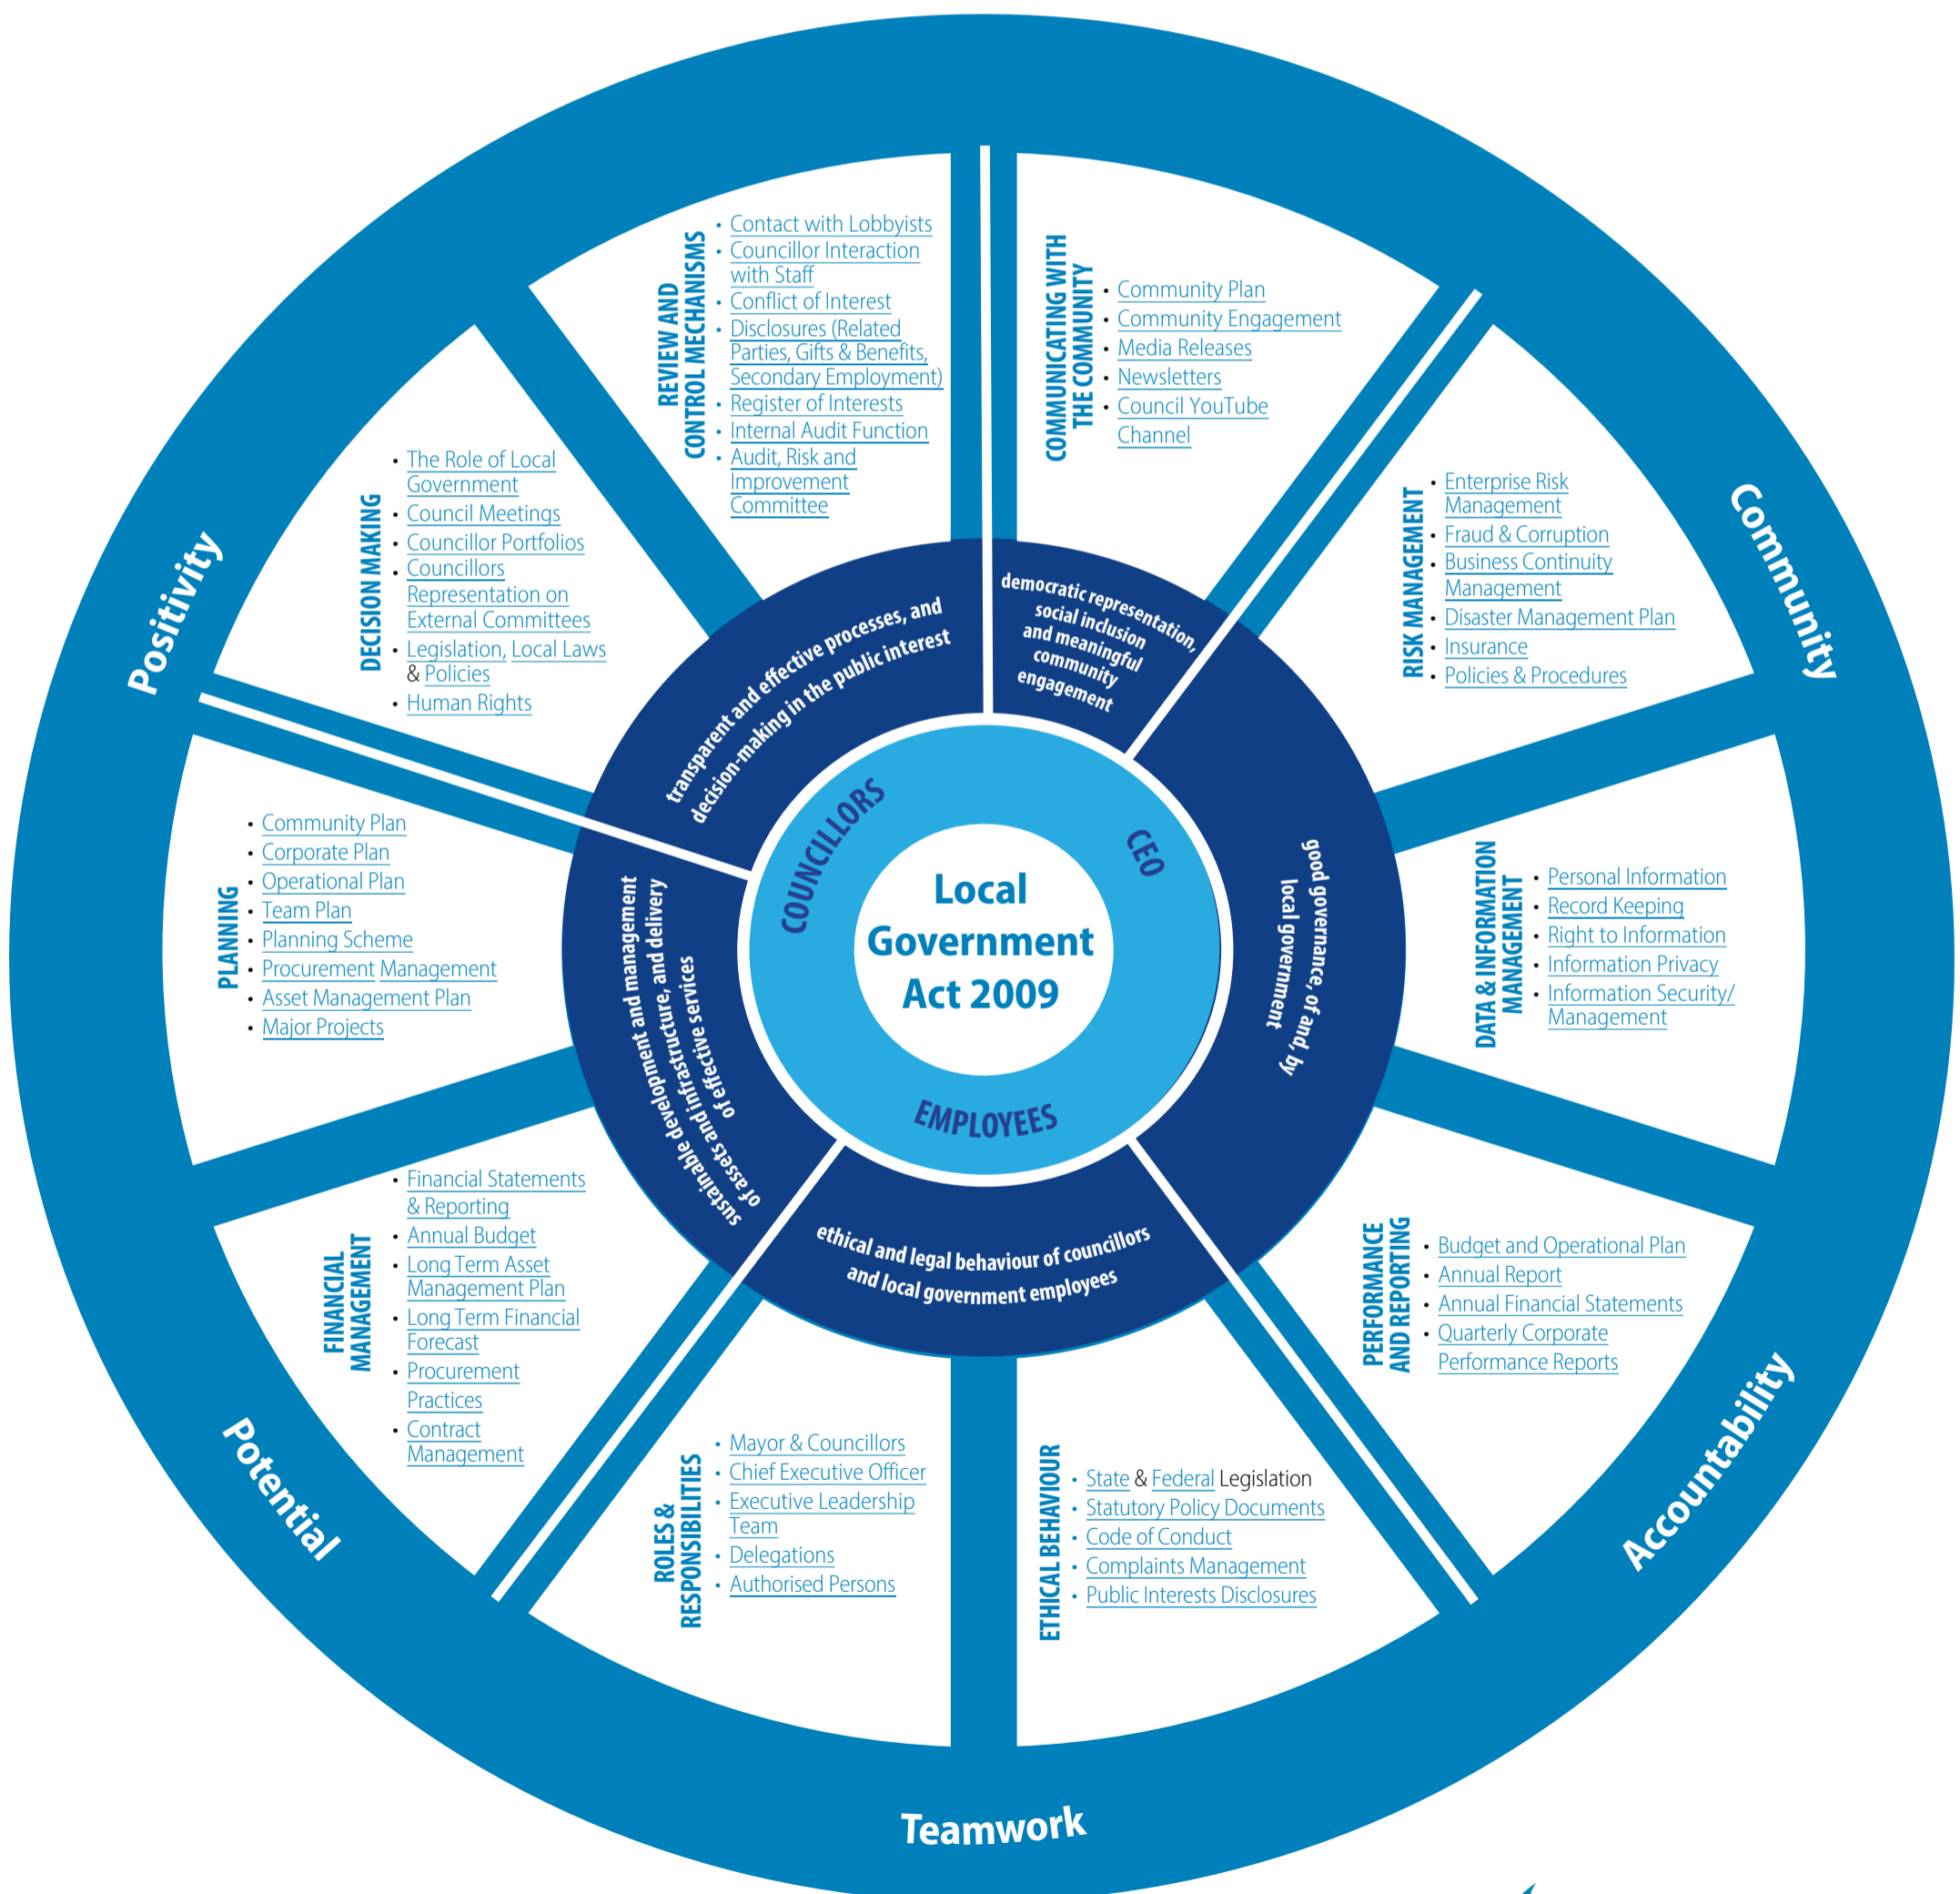 REVIEW AND
CONTROL MECHANISMS
• Contact with Lobbyists
• Councillor Interaction
with Staff
• Conflict of Interest
• Disclosures (Related
Parties, Gifts & Benefits,
Secondary Employment)
• Register of Interests
• Internal Audit Function
• Audit, Risk and
Improvement
Committee
COMMUNICATING WITH
THE COMMUNITY
• Community Plan
• Community Engagement
• Media Releases
• Newsletters
• Council YouTube
Channel
RISK MANAGEMENT
• Enterprise Risk
Management
• Fraud & Corruption
• Business Continuity
Management
• Disaster Management Plan
• Insurance
• Policies & Procedures
DATA & INFORMATION
MANAGEMENT
• Personal Information
• Record Keeping
• Right to Information
• Information Privacy
• Information Security/
Management
PERFORMANCE
AND REPORTING
• Budget and Operational Plan
• Annual Report
• Annual Financial Statements
• Quarterly Corporate
Performance Reports
ETHICAL BEHAVIOUR
• State & Federal Legislation
• Statutory Policy Documents
• Code of Conduct
• Complaints Management
• Public Interests Disclosures
ROLES &
RESPONSIBILITIES
• Mayor & Councillors
• Chief Executive Officer
• Executive Leadership
Team
• Delegations
• Authorised Persons
FINANCIAL
MANAGEMENT
• Financial Statements
& Reporting
• Annual Budget
• Long Term Asset
Management Plan
• Long Term Financial
Forecast
• Procurement
Practices
• Contract
Management
PLANNING
• Community Plan
• Corporate Plan
• Operational Plan
• Team Plan
• Planning Scheme
• Procurement Management
• Asset Management Plan
• Major Projects
DECISION MAKING
• The Role of Local
Government
• Council Meetings
• Councillor Portfolios
• Councillors
Representation on
External Committees
• Legislation, Local Laws
& Policies
• Human Rights
transparent and effective processes, and
decision-making in the public interest
democratic representation,
social inclusion
and meaningful
community
engagement
good governance, of and, by
local government
ethical and legal behaviour of councillors
and local government employees
sustainable development and management
of assets and infrastructure, and delivery
of effective services
COUNCILLORS
CEO
EMPLOYEES
Local
Government
Act 2009
Positivity
Community
Accountability
Teamwork
Potential